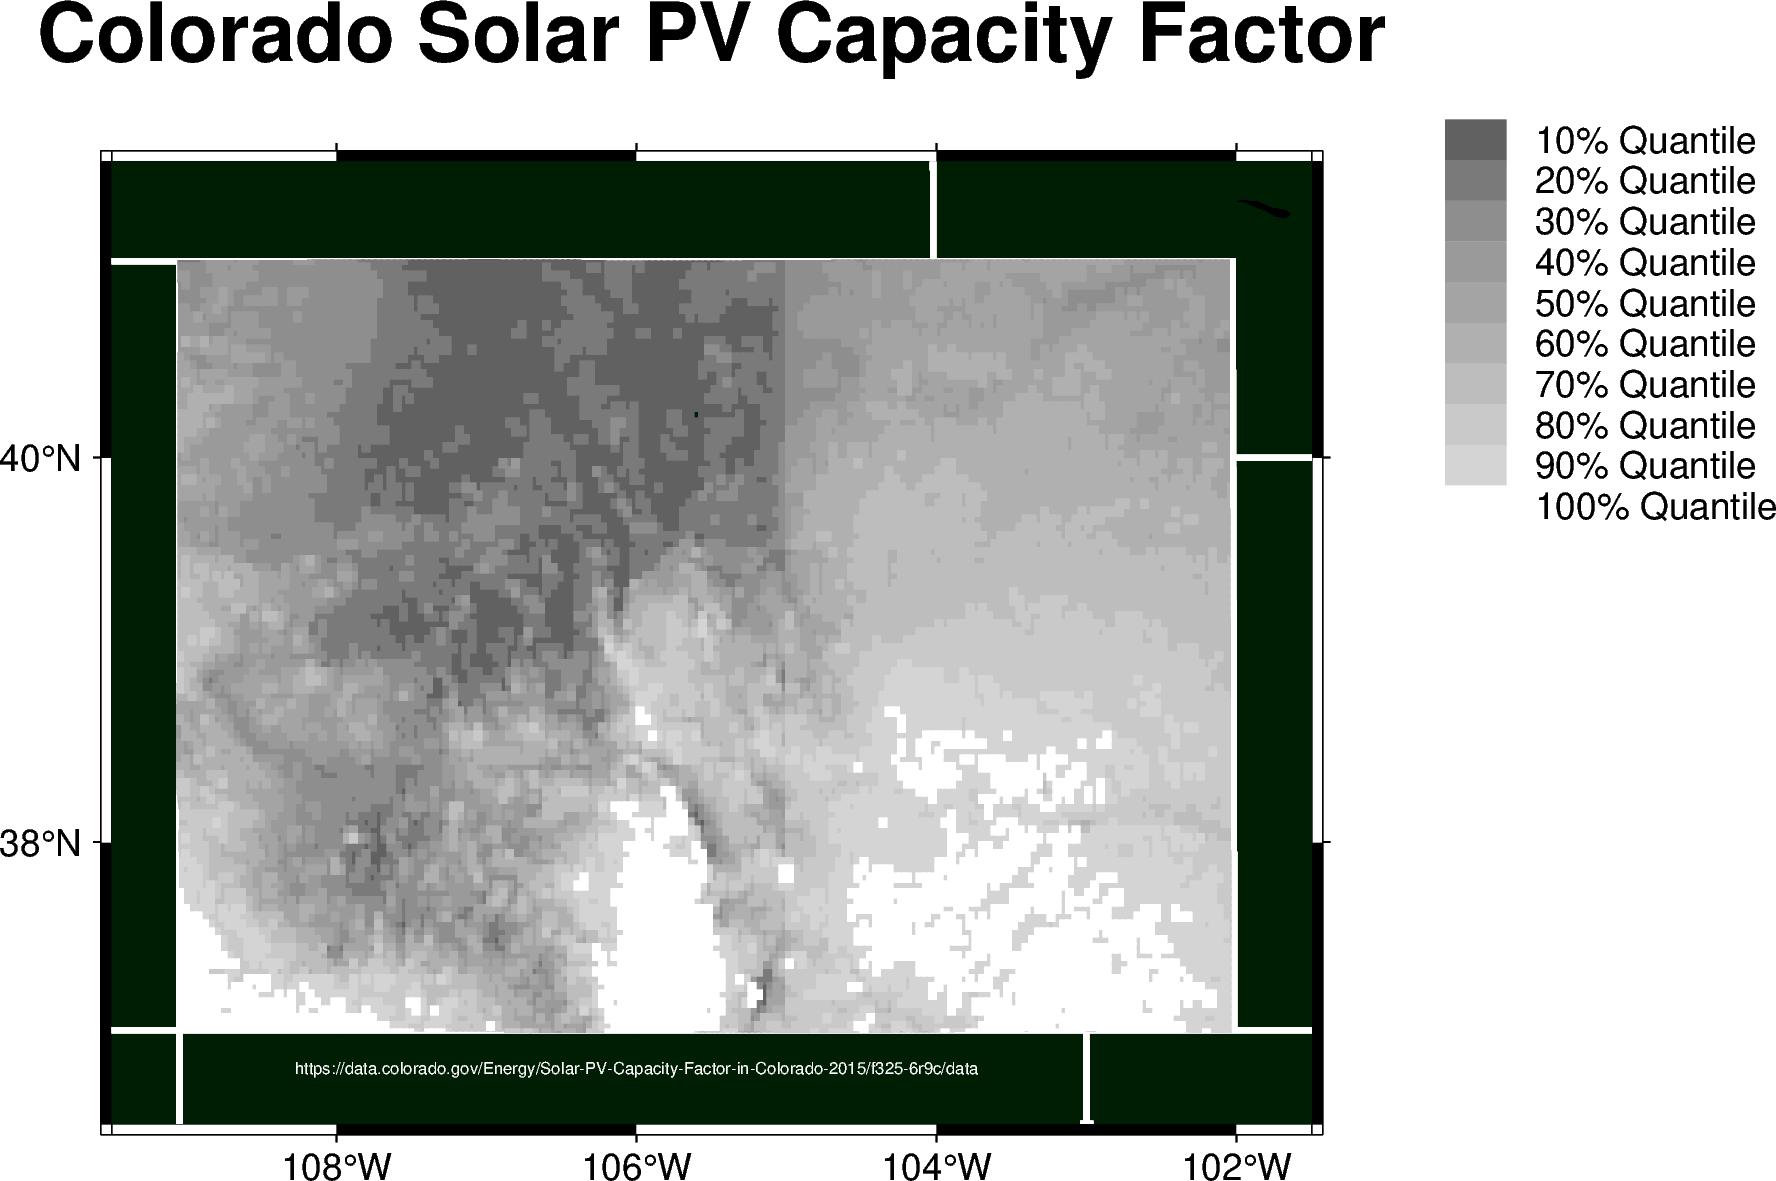 Colorado Solar PV Capacity Factor
10% Quantile
20% Quantile
30% Quantile
40% Quantile
50% Quantile
60% Quantile
70% Quantile
80% Quantile
90% Quantile
100% Quantile
40°N
38°N
https://data.colorado.gov/Energy/Solar-PV-Capacity-Factor-in-Colorado-2015/f325-6r9c/data
108°W
106°W
104°W
102°W